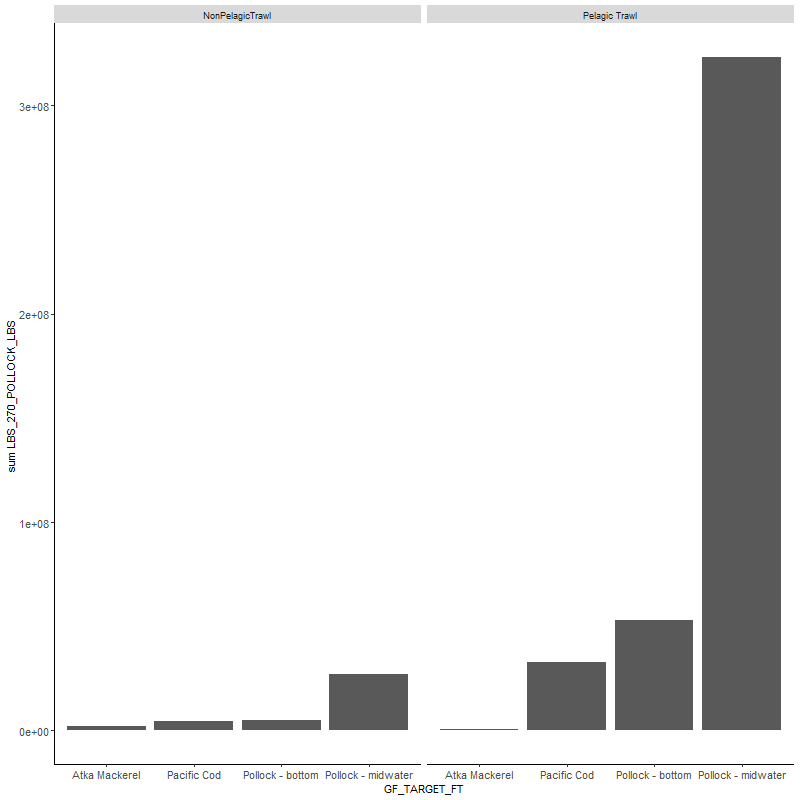 NonPelagicTrawl
Pelagic Trawl
3e+08
2e+08
1e+08
0e+00
sum LBS_270_POLLOCK_LBS
Atka Mackerel Pacific Cod Pollock - bottom Pollock - midwater
Atka Mackerel Pacific Cod Pollock - bottom Pollock - midwater
GF_TARGET_FT